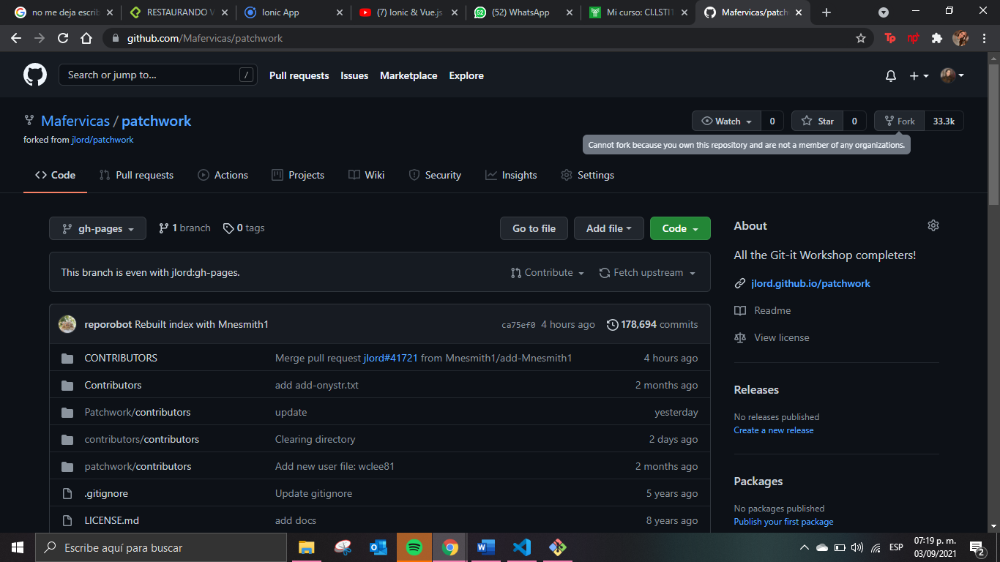 no me deja escrib
RESTAURANDO V
Ionic App
(7) Ionic & Vue.js
(52) WhatsApp
Mi curso: CI.LSTI1
Mafervicas/patch
github.com/Mafervicas/patchwork
Search or jump to... /
Pull requests Issues Marketplace Explore
Mafervicas / patchwork
Watch 0 Star 0 Fork 33.3k
forked from jlord/patchwork
Cannot fork because you own this repository and are not a member of any organizations.
Code Pull requests Actions Projects Wiki Security Insights Settings
gh-pages 1 branch 0 tags Go to file Add file Code
About
All the Git-it Workshop completers!
jlord.github.io/patchwork
Readme
View license
This branch is even with jlord:gh-pages. Contribute Fetch upstream
reporobot Rebuilt index with Mnesmith1 ca75ef0 4 hours ago 178,694 commits
CONTRIBUTORS Merge pull request jlord#41721 from Mnesmith1/add-Mnesmith1 4 hours ago
Contributors add add-onystr.txt 2 months ago
Patchwork/contributors update yesterday
contributors/contributors Clearing directory 2 days ago
patchwork/contributors Add new user file: wclee81 2 months ago
.gitignore Update gitignore 5 years ago
LICENSE.md add docs 8 years ago
Releases
No releases published
Create a new release
Packages
No packages published
Publish your first package
Escribe aquí para buscar
ESP
07:19 p. m.
03/09/2021
2